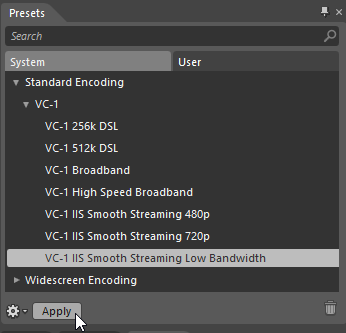 Presets
Search
System User
Standard Encoding
VC-1
VC-1 256k DSL
VC-1 512k DSL
VC-1 Broadband
VC-1 High Speed Broadband
VC-1 IIS Smooth Streaming 480p
VC-1 IIS Smooth Streaming 720p
VC-1 IIS Smooth Streaming Low Bandwidth
Widescreen Encoding
Apply